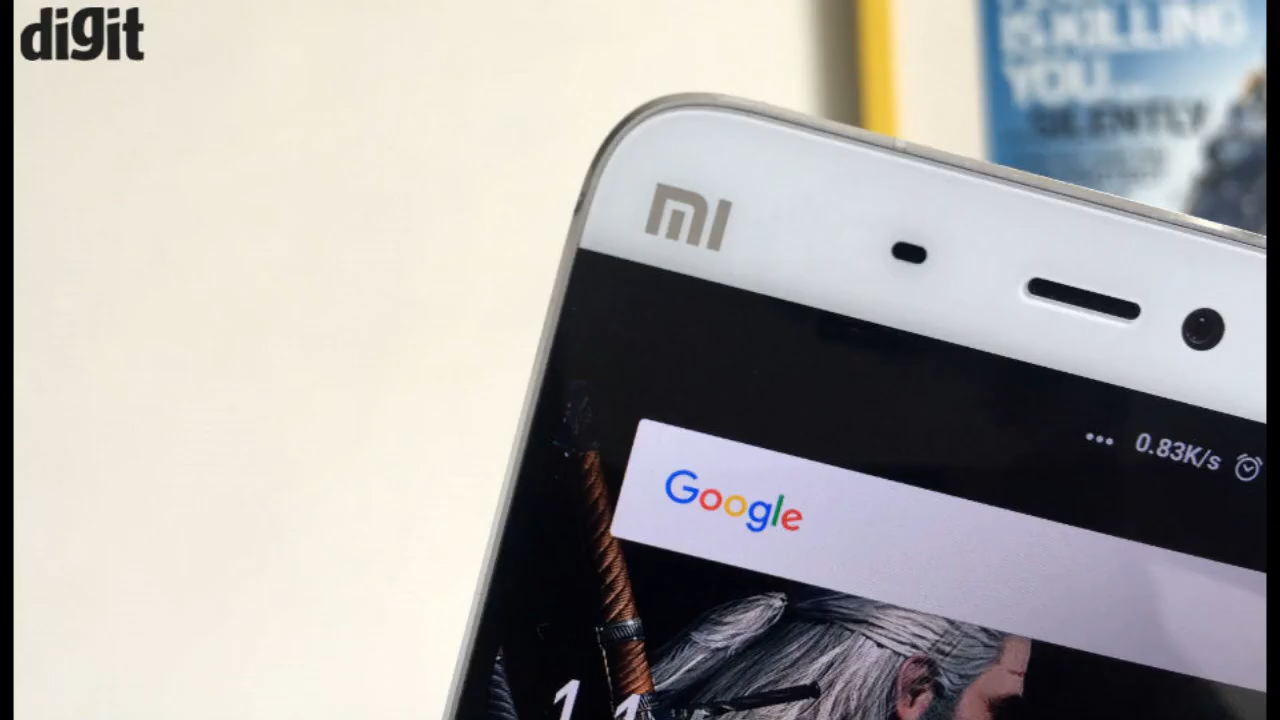 digit
IS KILLING
YOU...
SILENTLY
mi
... 0.83K/s
Google